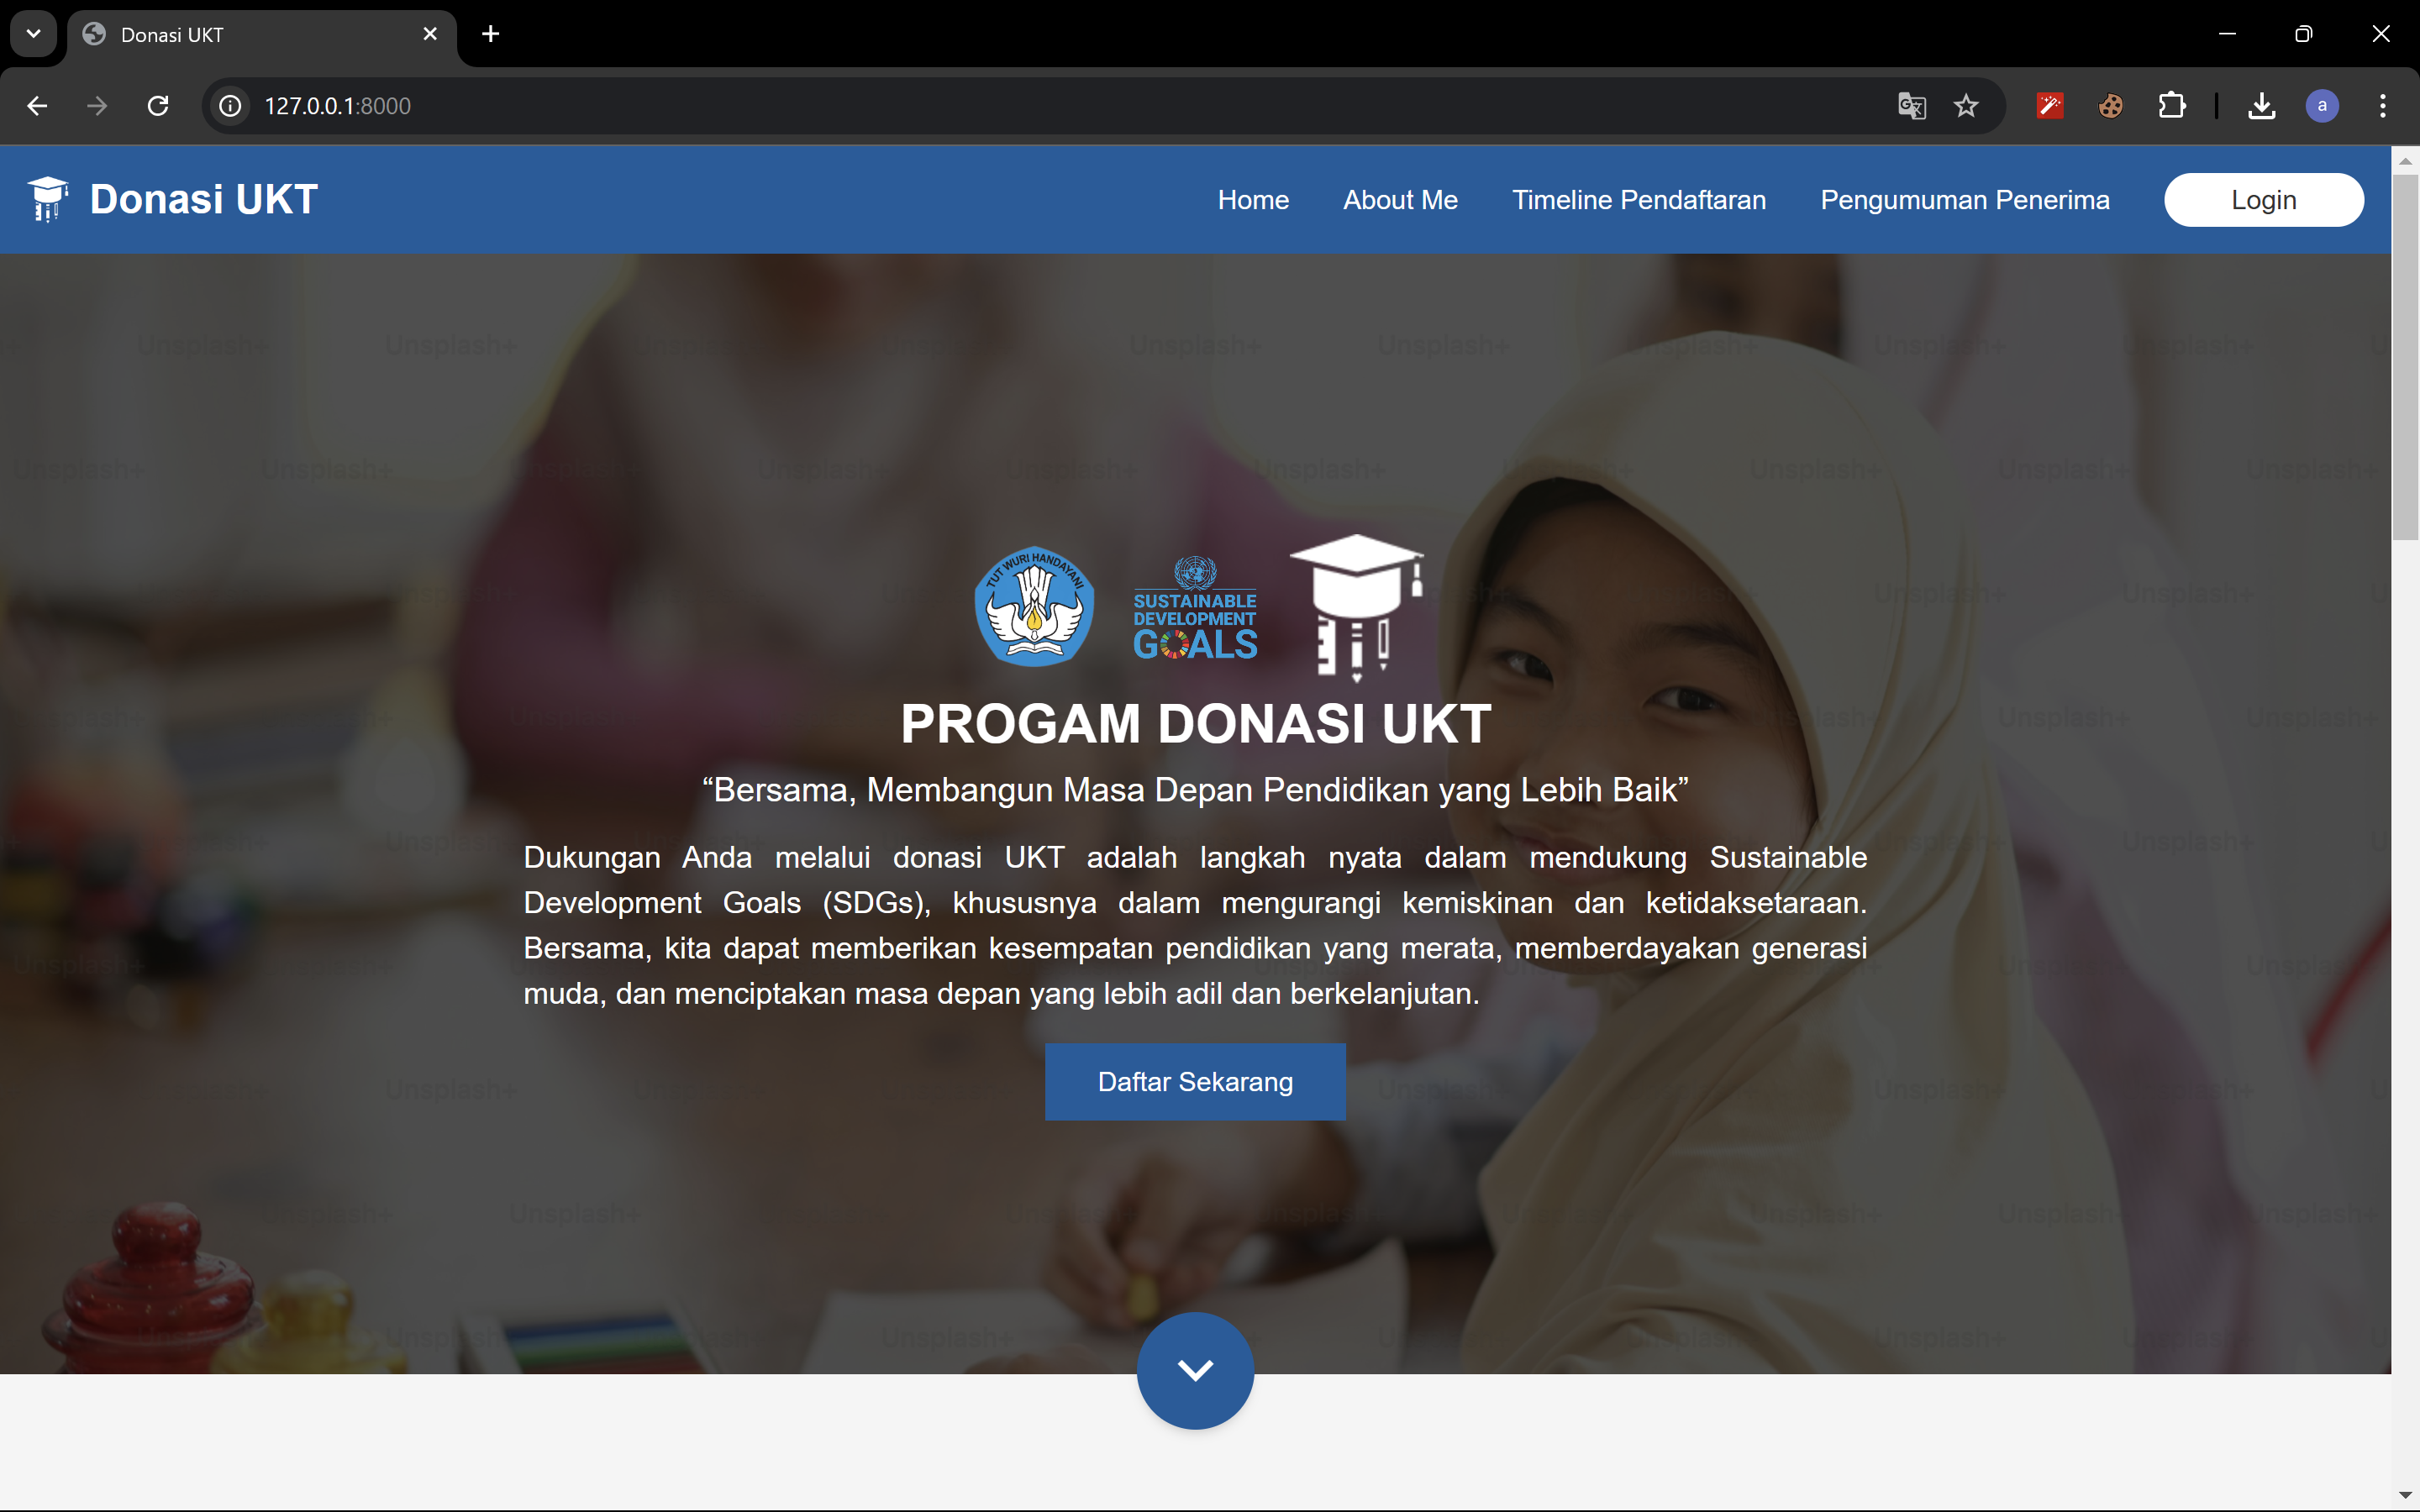 Donasi UKT
127.0.0.1:8000
a
Donasi UKT
Home
About Me
Timeline Pendaftaran
Pengumuman Penerima
Login
TUT WURI HANDAYANI
SUSTAINABLE
DEVELOPMENT
GOALS
PROGAM DONASI UKT
“Bersama, Membangun Masa Depan Pendidikan yang Lebih Baik”
Dukungan Anda melalui donasi UKT adalah langkah nyata dalam mendukung Sustainable
Development Goals (SDGs), khususnya dalam mengurangi kemiskinan dan ketidaksetaraan.
Bersama, kita dapat memberikan kesempatan pendidikan yang merata, memberdayakan generasi
muda, dan menciptakan masa depan yang lebih adil dan berkelanjutan.
Daftar Sekarang
Unsplash+